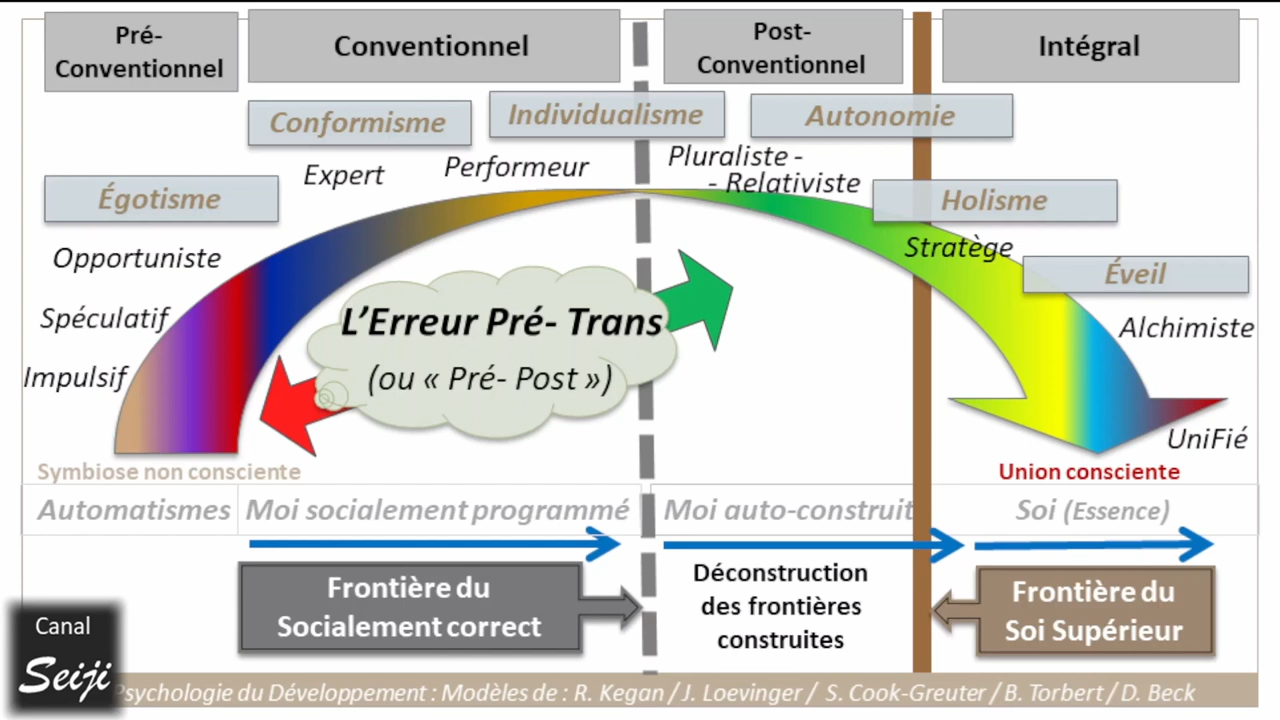 Pré-
Conventionnel
Conventionnel
Post-
Conventionnel
Intégral
Conformisme
Individualisme
Autonomie
Expert
Performeur
Pluraliste -
- Relativiste
Égotisme
Holisme
Opportuniste
Stratège
Éveil
Spéculatif
L'Erreur Pré- Trans
Alchimiste
Impulsif
(ou « Pré- Post »)
UniFié
Symbiose non consciente
Union consciente
Automatismes
Moi socialement programmé
Moi auto-construit
Soi (Essence)
Frontière du
Socialement correct
Déconstruction
des frontières
construites
Frontière du
Soi Supérieur
Canal
Seiji
Psychologie du Développement : Modèles de : R. Kegan / J. Loevinger / S. Cook-Greuter / B. Torbert / D. Beck